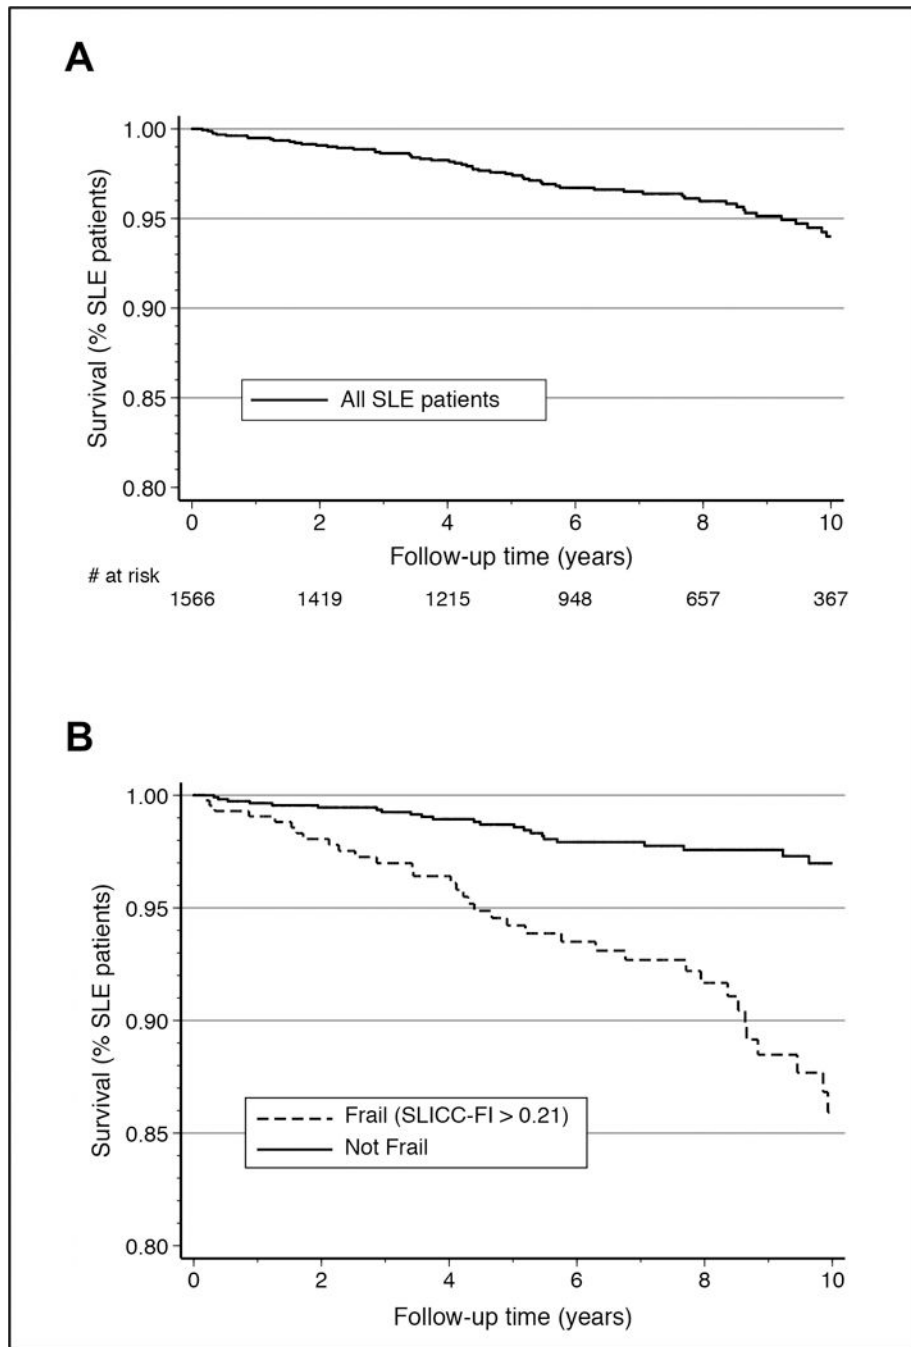 A
Survival (% SLE patients)
1.00
0.95
0.90
0.85
0.80
All SLE patients
0 2 4 6 8 10
Follow-up time (years)
# at risk
1566 1419 1215 948 657 367
B
Survival (% SLE patients)
1.00
0.95
0.90
0.85
0.80
Frail (SLICC-FI > 0.21)
Not Frail
0 2 4 6 8 10
Follow-up time (years)